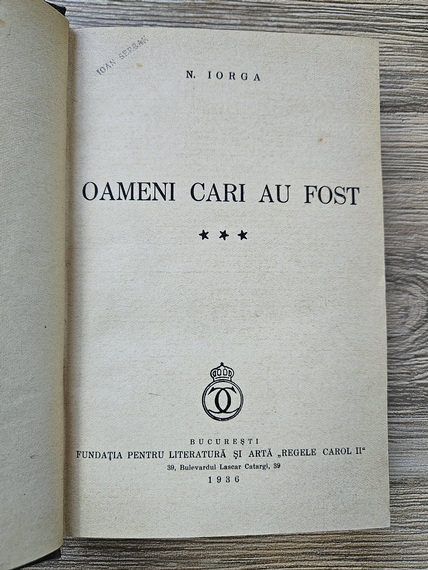 IOAN SERBAN
N. IORGA
OAMENI CARI AU FOST
★ ★ ★
BUCUREŞTI
FUNDAŢIA PENTRU LITERATURĂ ŞI ARTĂ „REGELE CAROL II“
39, Bulevardul Lascar Catargi, 39
1936